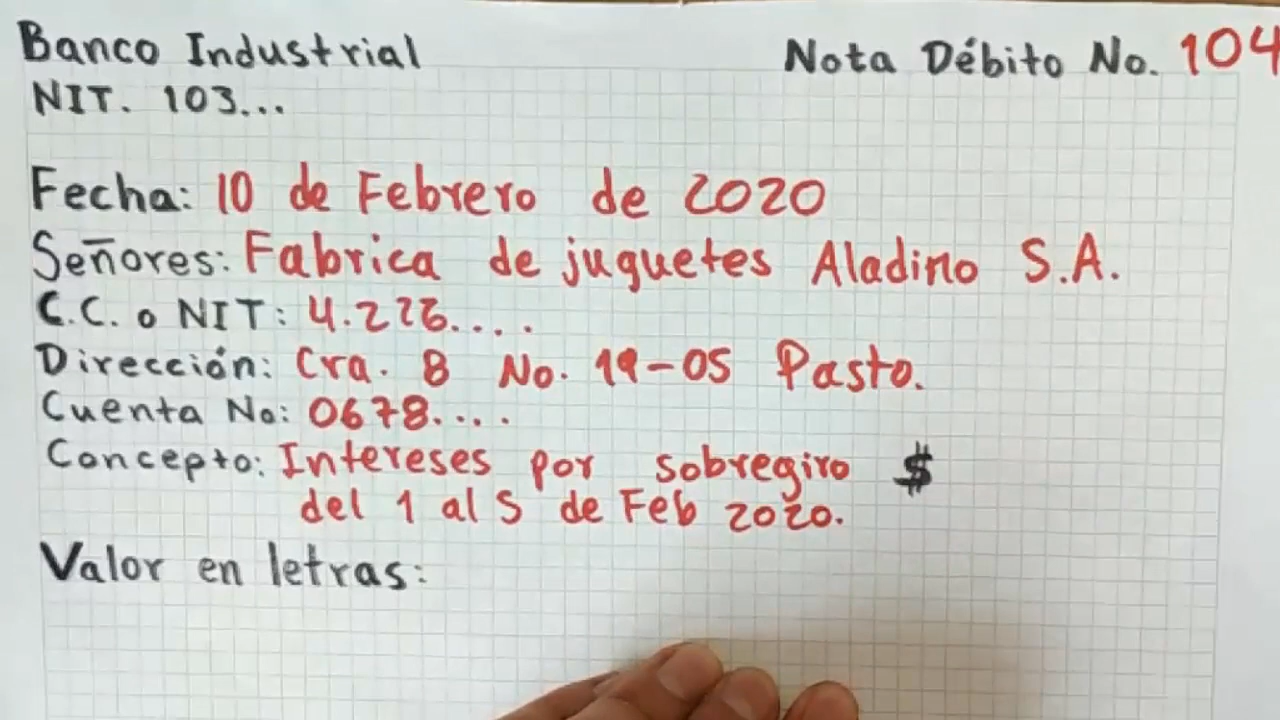 Banco Industrial Nota Débito No. 104
NIT. 103...
Fecha: 10 de Febrero de 2020
Señores: Fabrica de juguetes Aladino S.A.
C.C. o NIT: 4.226....
Dirección: Cra. 8 No. 19-05 Pasto.
Cuenta No: 0678....
Concepto: Intereses por sobregiro $
del 1 al 5 de Feb 2020.
Valor en letras: